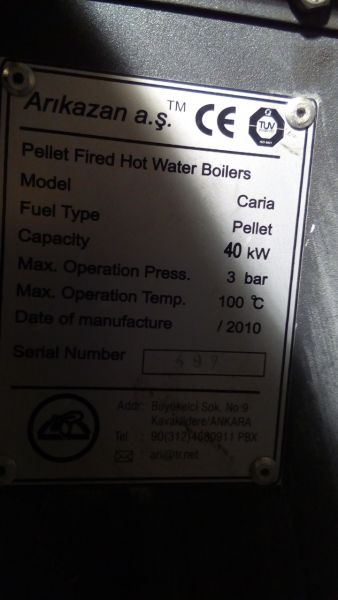 Arıkazan a.ş.™ CE TÜV
Pellet Fired Hot Water Boilers
Model Caria
Fuel Type Pellet
Capacity 40 kW
Max. Operation Press. 3 bar
Max. Operation Temp. 100 °C
Date of manufacture / 2010
Serial Number
Addr: Büyükelçi Sok. No 9
Kavaklıdere/ANKARA
Tel : 90(312)4680911 PBX
: ari@tr.net